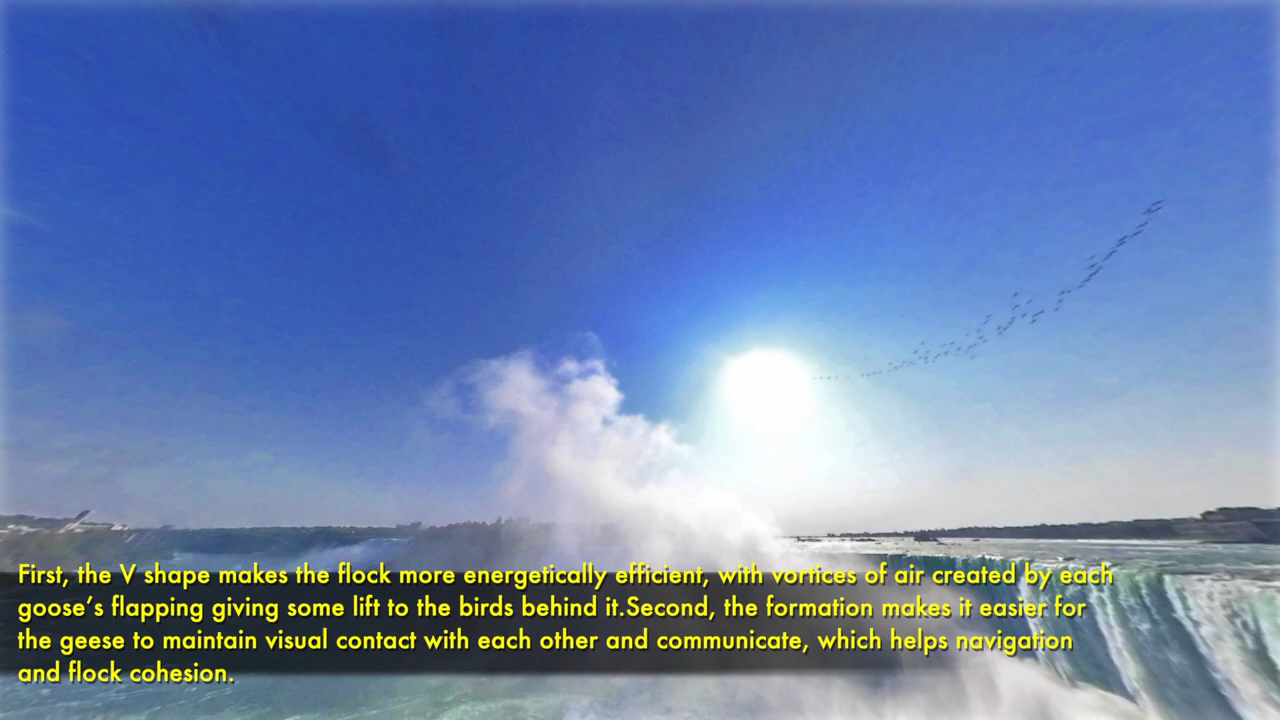 First, the V shape makes the flock more energetically efficient, with vortices of air created by each
goose’s flapping giving some lift to the birds behind it.Second, the formation makes it easier for
the geese to maintain visual contact with each other and communicate, which helps navigation
and flock cohesion.